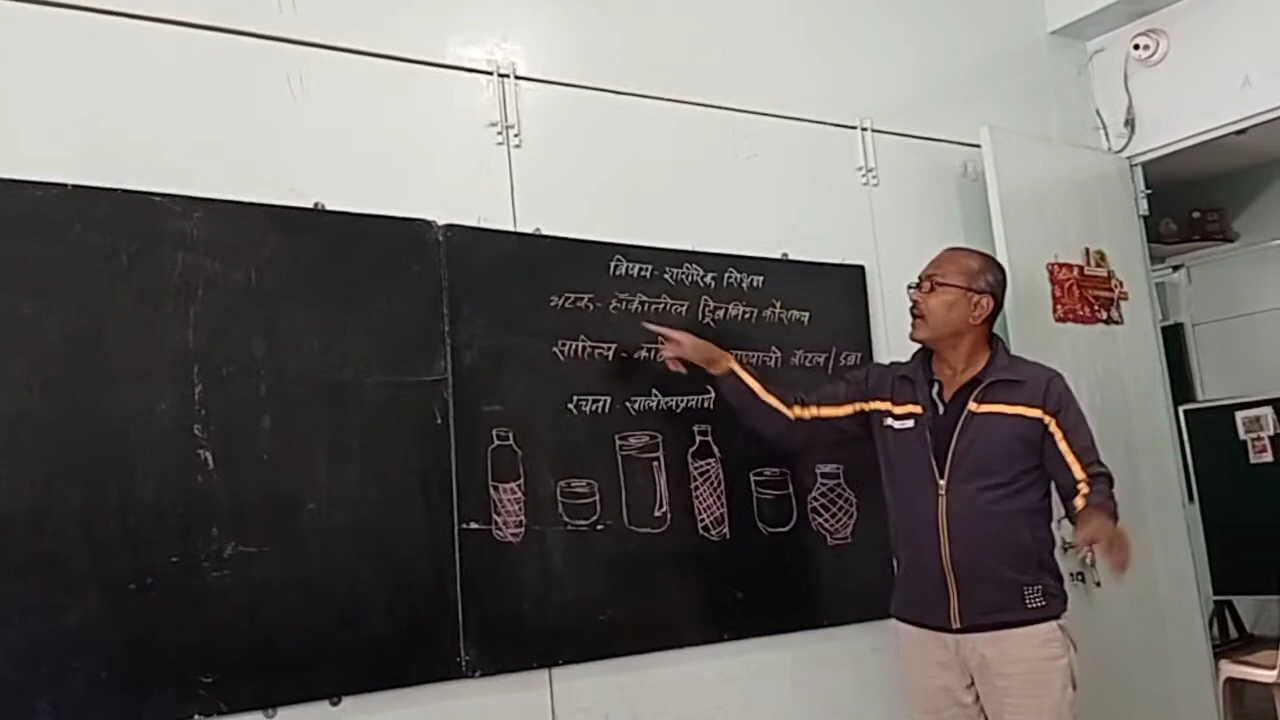 विषय - शारीरिक शिक्षण
घटक - हॉकीतील ड्रिबलिंग कौशल्य
साहित्य - बॉटल / डबा
रचना - खालीलप्रमाणे